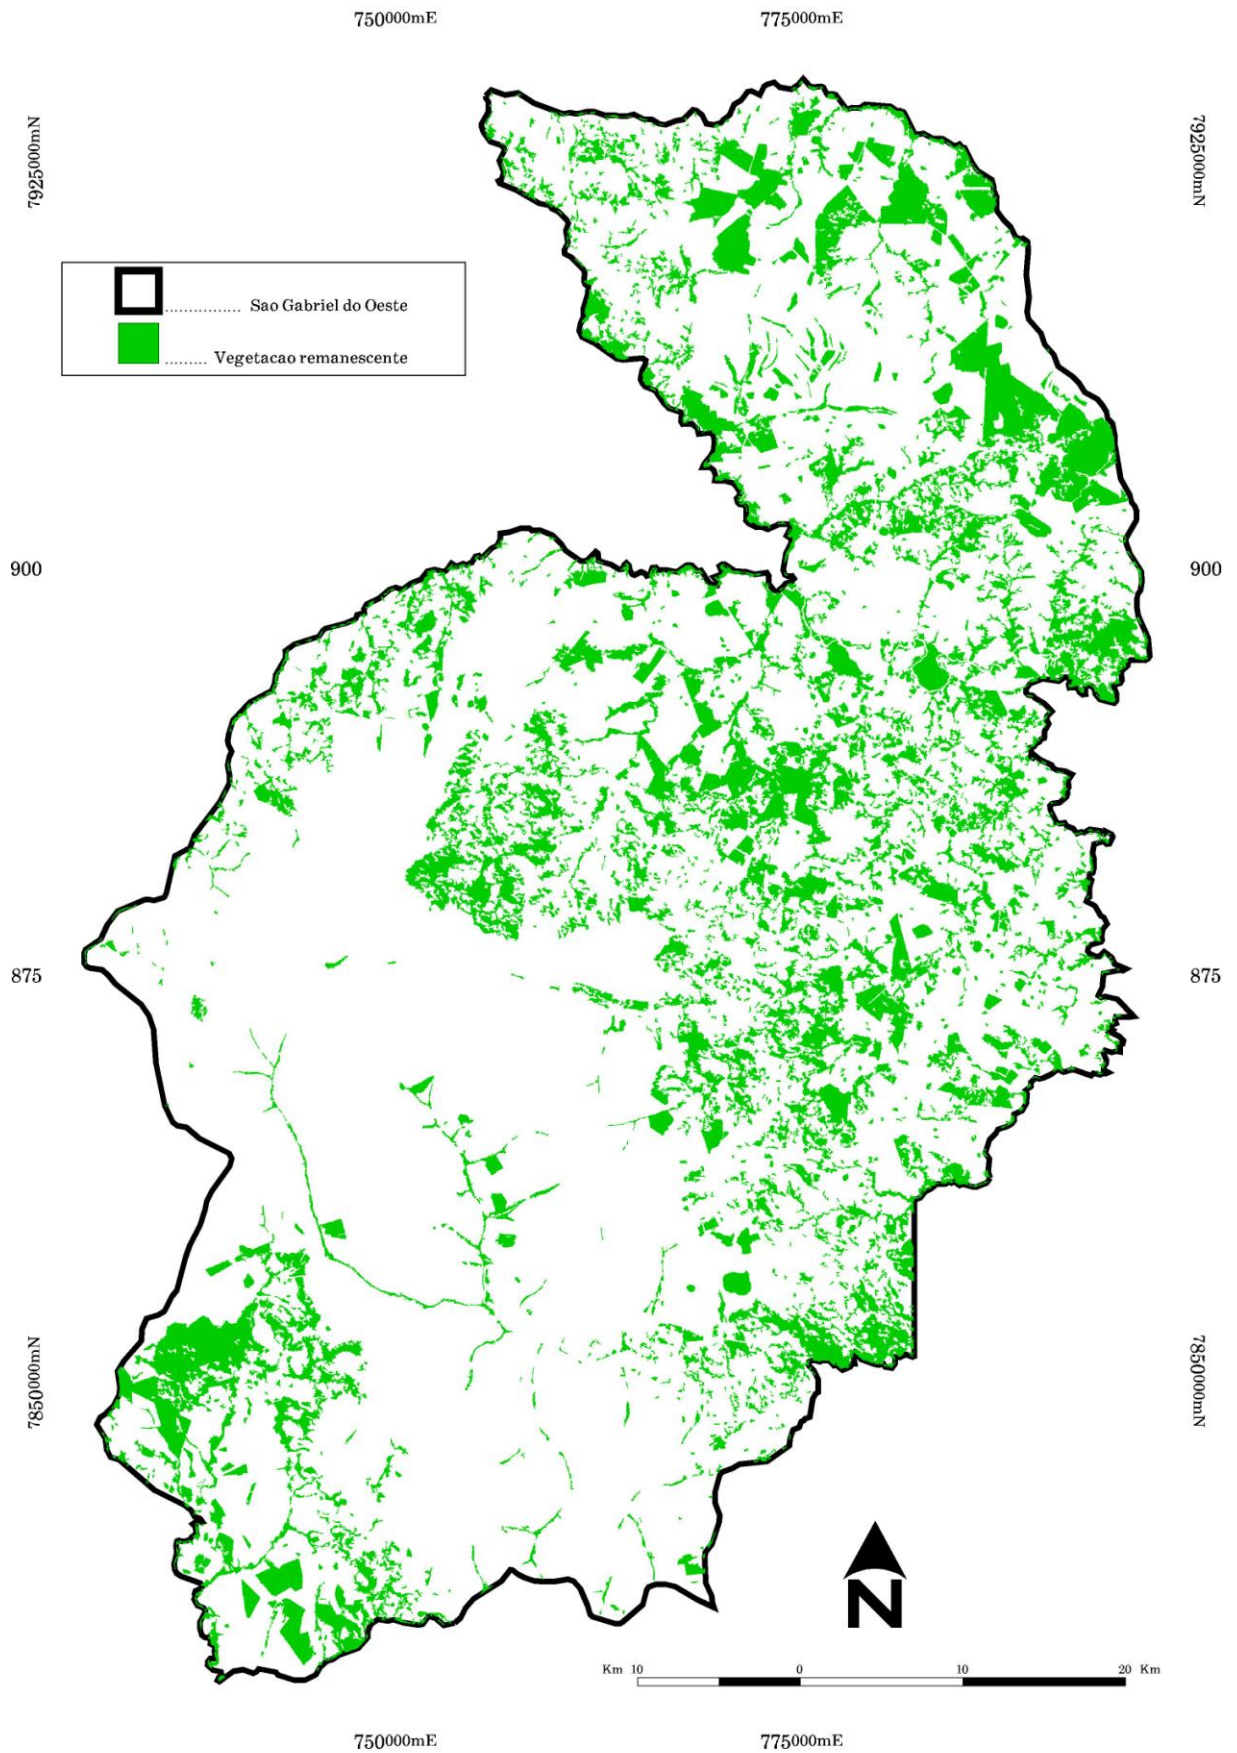 750000mE 775000mE
7925000mN 7925000mN
............... Sao Gabriel do Oeste
........ Vegetacao remanescente
900 900
875 875
7850000mN 7850000mN
N
Km 10 0 10 20 Km
750000mE 775000mE